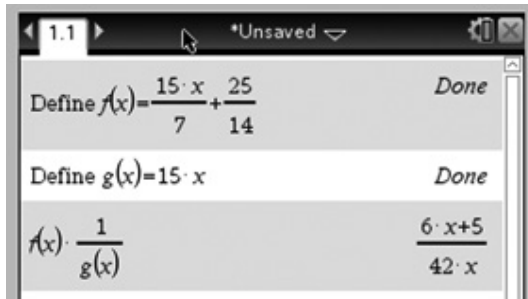 1.1 *Unsaved
Define f(x)=15·x/7+25/14 Done
Define g(x)=15·x Done
f(x)·1/g(x) 6·x+5/42·x